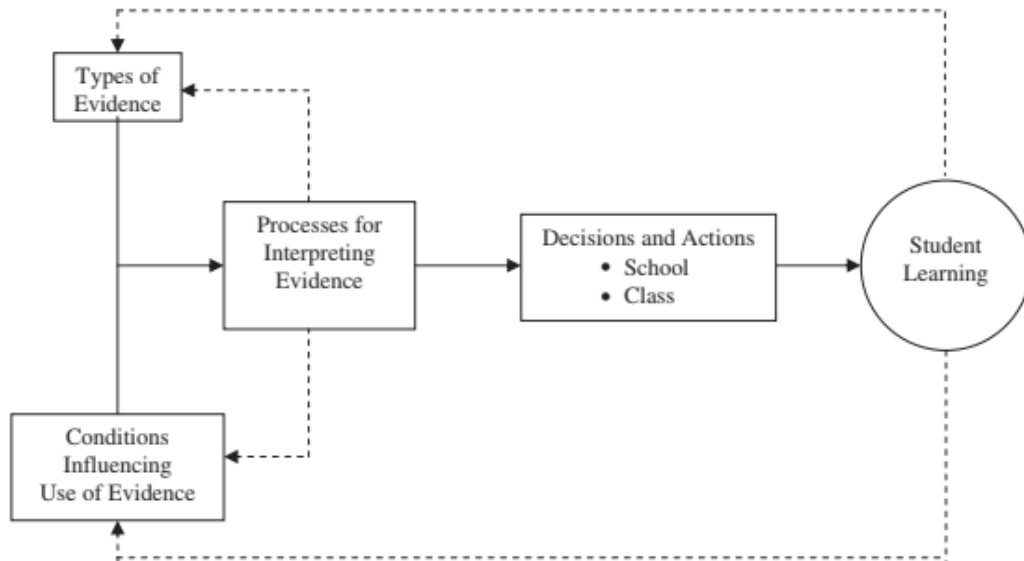 Types of
Evidence
Processes for
Interpreting
Evidence
Decisions and Actions
• School
• Class
Student
Learning
Conditions
Influencing
Use of Evidence